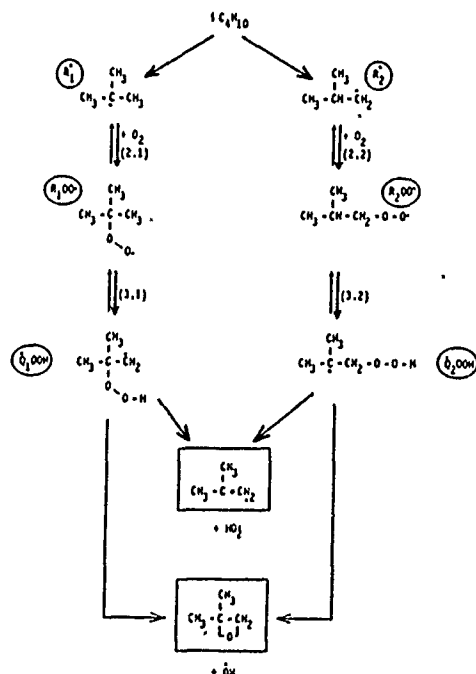 i C4H10
R1• R2•
CH3 CH3
CH3-C-CH3 CH3-CH-CH2
+ O2 + O2
(2.1) (2.2)
R1OO• R2OO•
CH3 CH3
CH3-C-CH3 CH3-CH-CH2-O-O•
O
O•
(3.1) (3.2)
CH3 CH3
Q1OOH CH3-C-CH2 CH3-C-CH2-O-O-H Q2OOH
O
O-H
CH3
CH3-C=CH2
+ HO2
CH3
CH3-C-CH2
O
+ OH